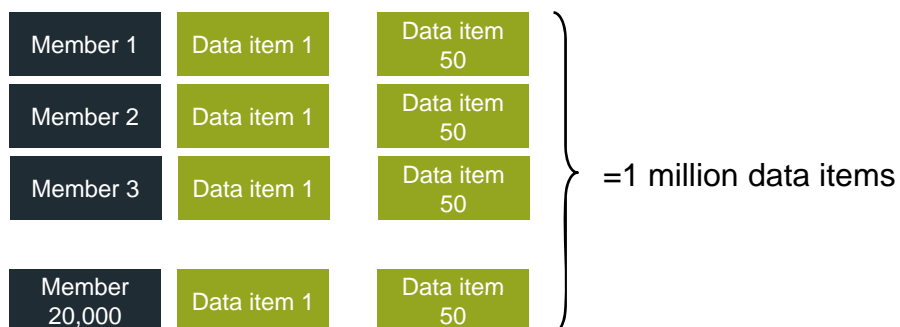 Member 1 Data item 1 Data item
50
Member 2 Data item 1 Data item
50
Member 3 Data item 1 Data item
50
=1 million data items
Member
20,000 Data item 1 Data item
50